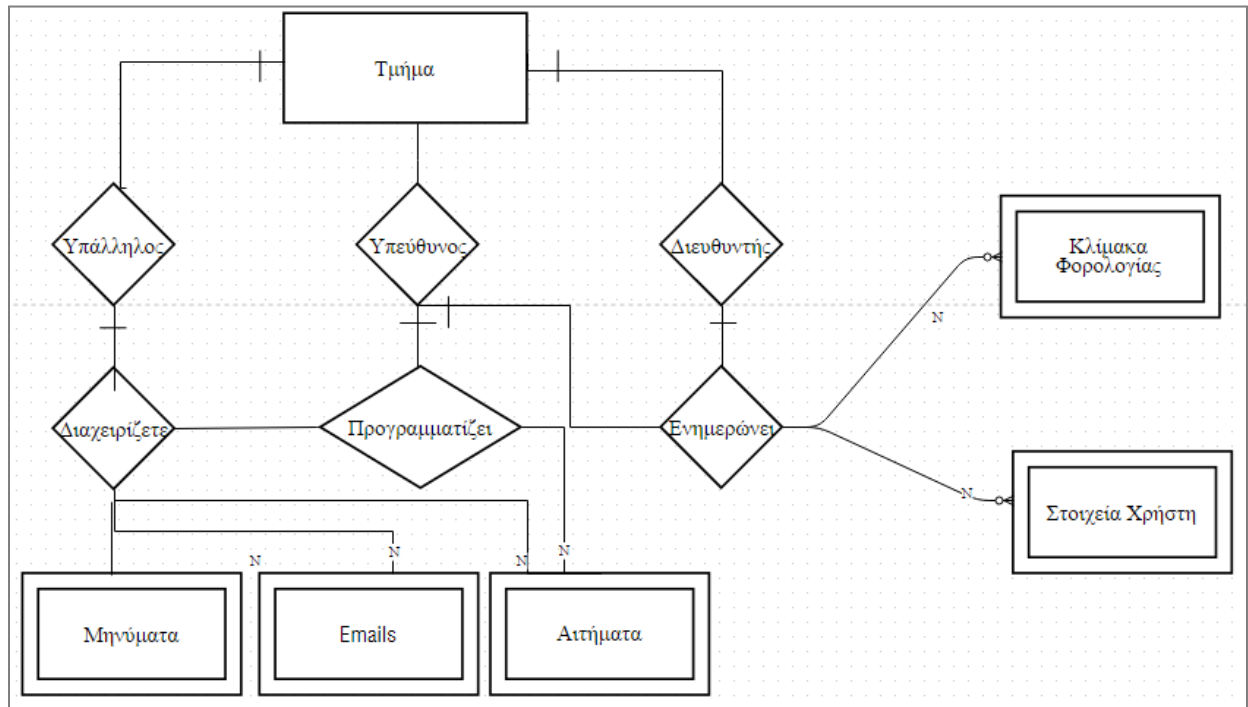 Τμήμα
Υπάλληλος
Υπεύθυνος
Διευθυντής
Κλίμακα
Φορολογίας
N
Διαχειρίζετε
Προγραμματίζει
Ενημερώνει
N
Στοιχεία Χρήστη
N
N
N
N
Μηνύματα
Emails
Αιτήματα